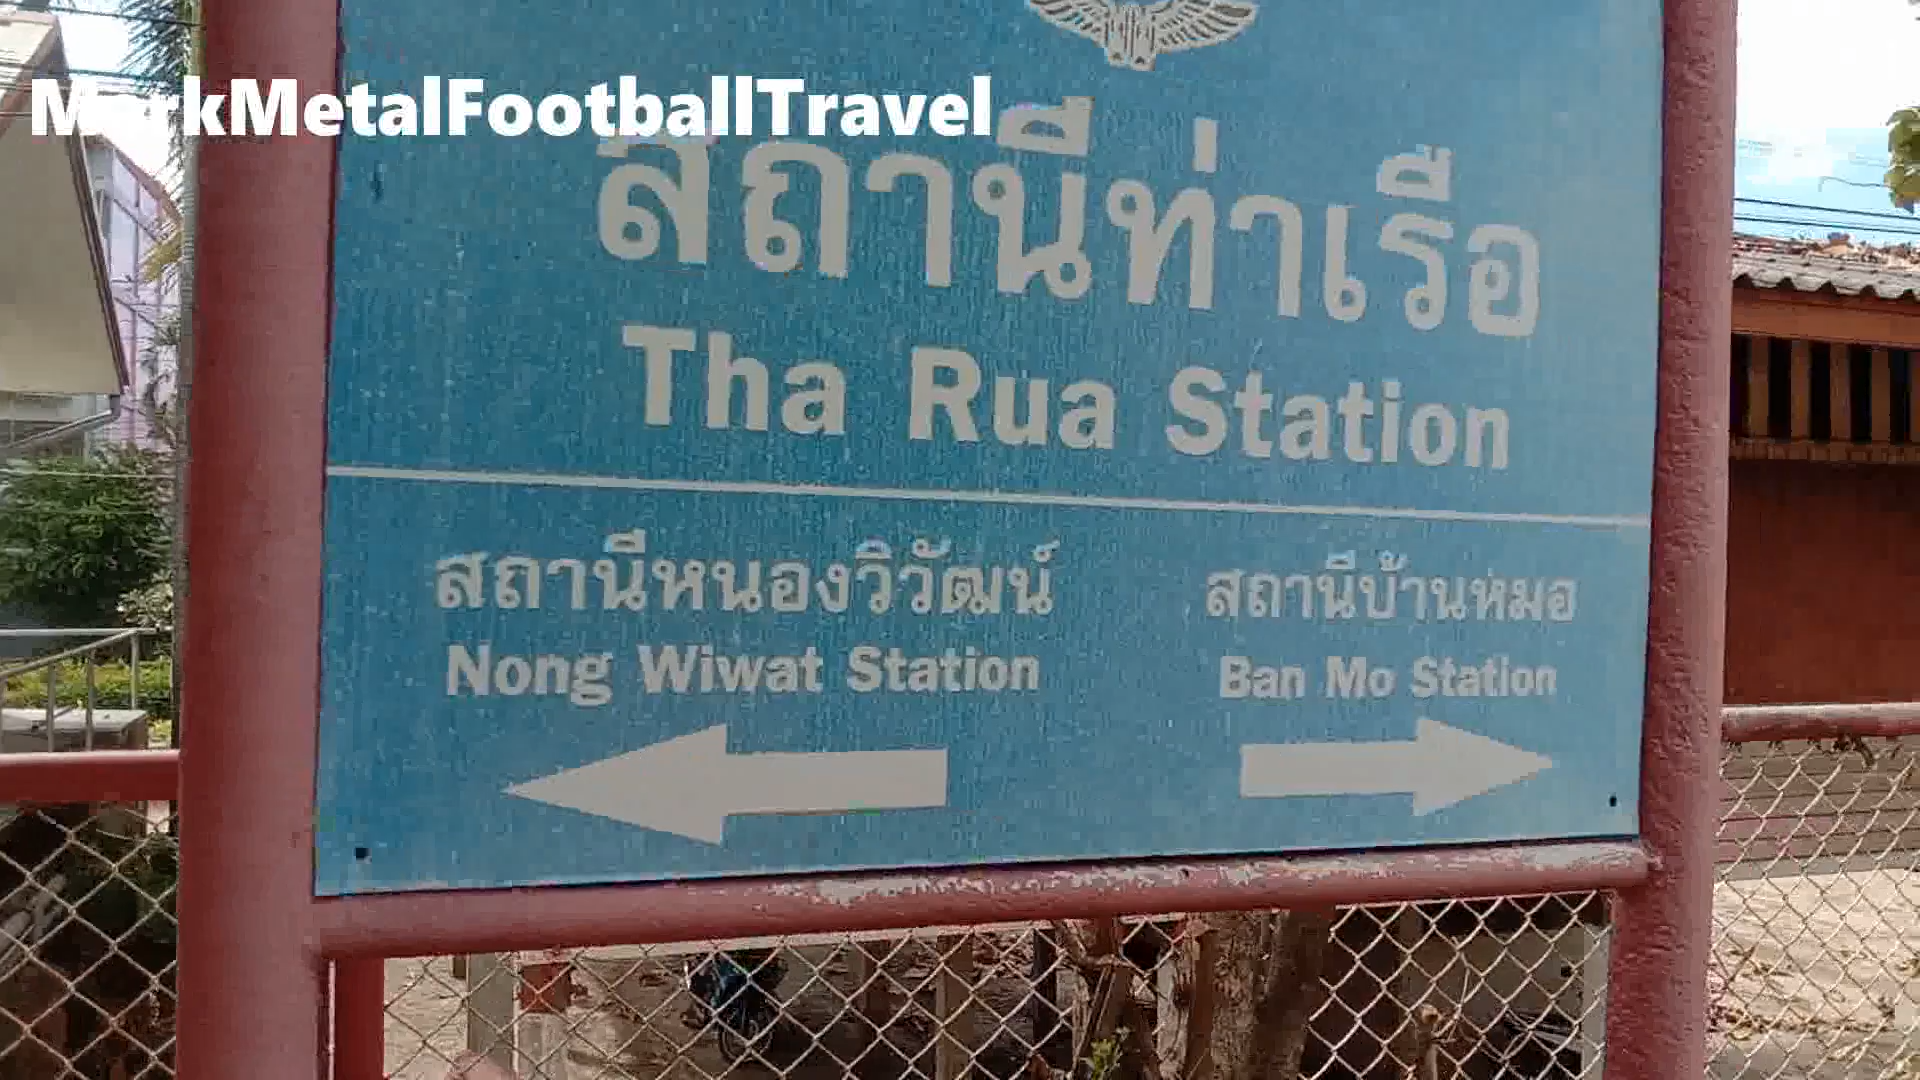 MarkMetalFootballTravel
สถานีท่าเรือ
Tha Rua Station
สถานีหนองวิวัฒน์
Nong Wiwat Station
สถานีบ้านหมอ
Ban Mo Station